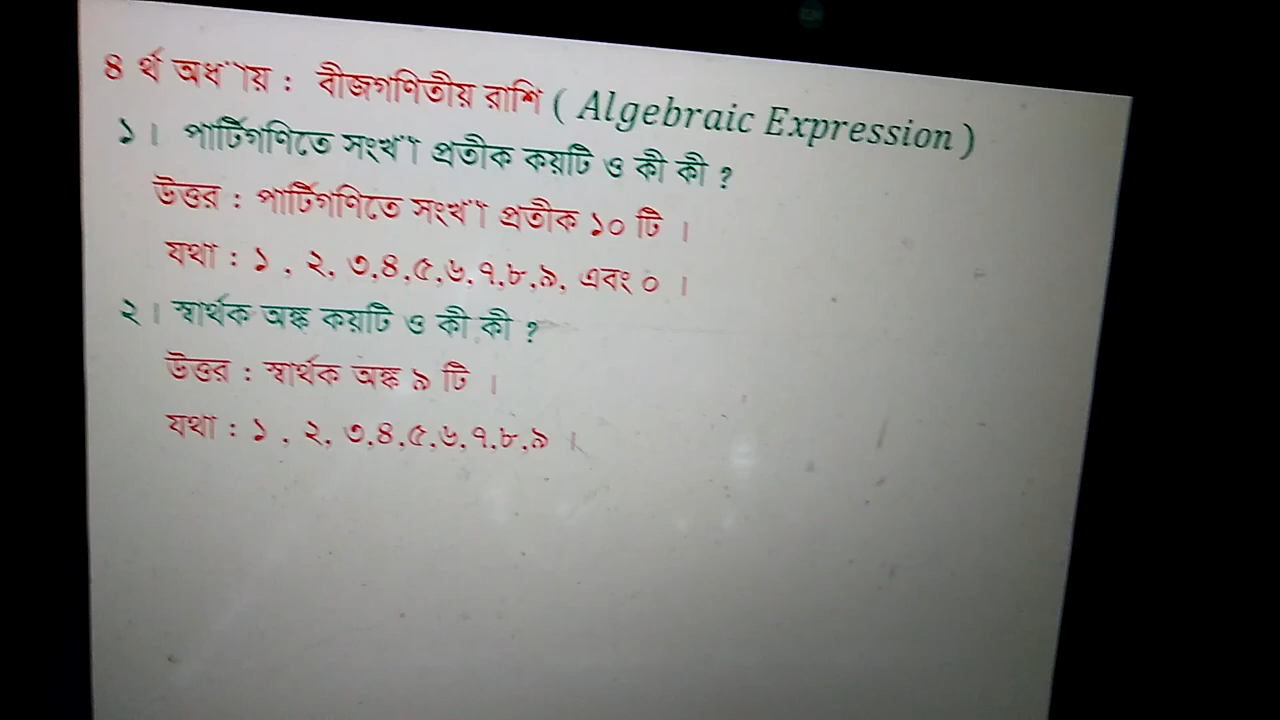 ৪ র্থ অধ্যায় : বীজগণিতীয় রাশি ( Algebraic Expression )
১। পাটিগণিতে সংখ্যা প্রতীক কয়টি ও কী কী ?
উত্তর : পাটিগণিতে সংখ্যা প্রতীক ১০ টি ।
যথা : ১ , ২, ৩,৪,৫,৬,৭,৮,৯, এবং ০ ।
২। স্বার্থক অঙ্ক কয়টি ও কী কী ?
উত্তর : স্বার্থক অঙ্ক ৯ টি ।
যথা : ১ , ২, ৩,৪,৫,৬,৭,৮,৯ ।